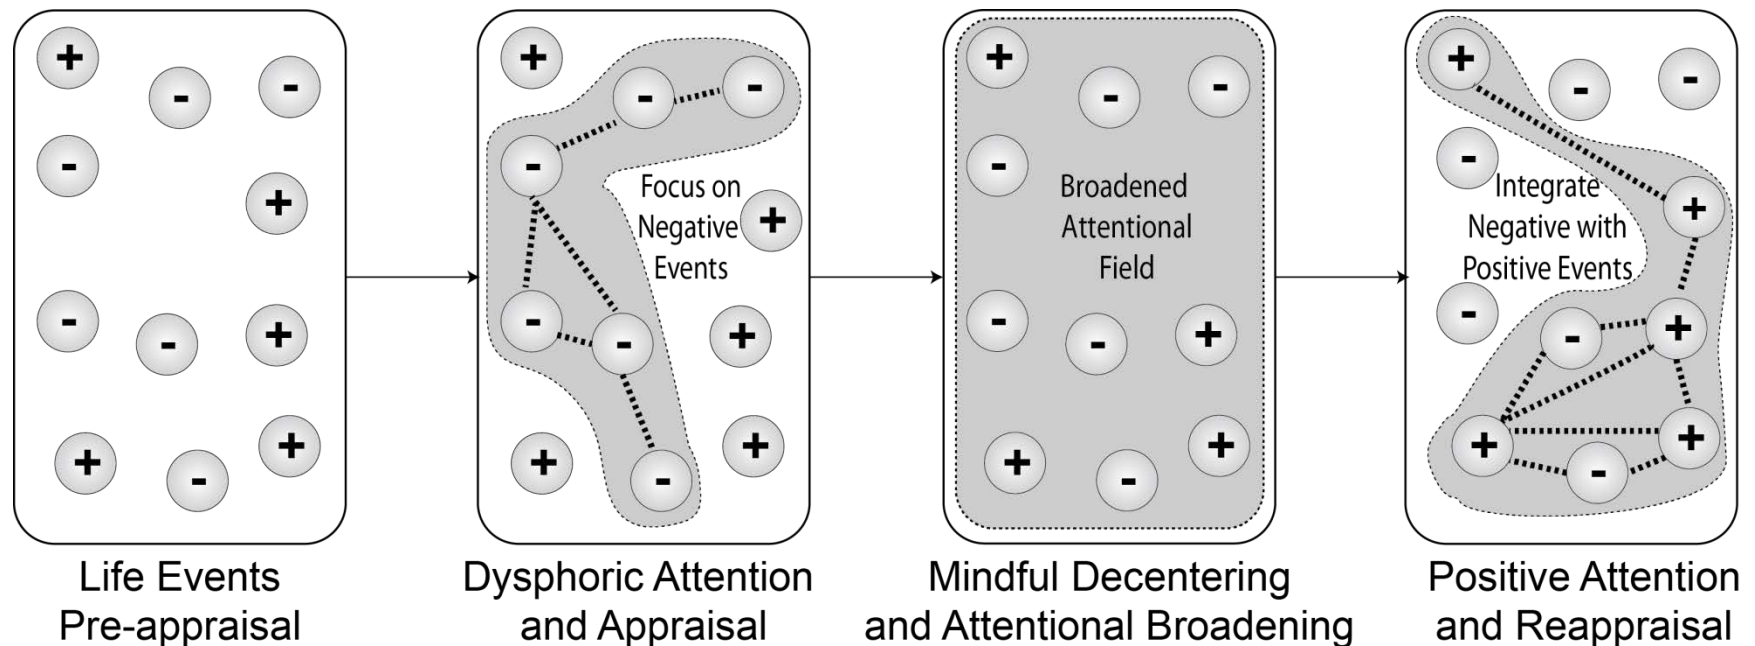 Focus on
Negative
Events
Broadened
Attentional
Field
Integrate
Negative with
Positive Events
Life Events
Pre-appraisal
Dysphoric Attention
and Appraisal
Mindful Decentering
and Attentional Broadening
Positive Attention
and Reappraisal